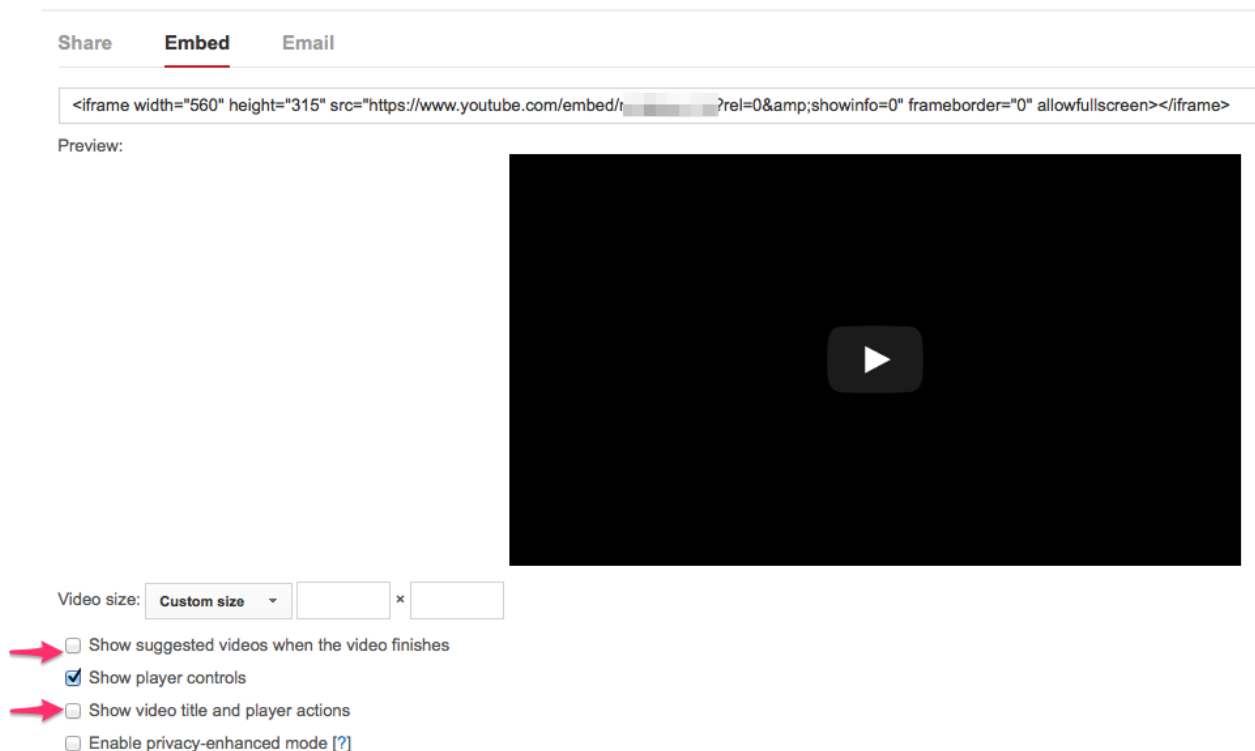 Share Embed Email
<iframe width="560" height="315" src="https://www.youtube.com/embed/ ?rel=0&amp;showinfo=0" frameborder="0" allowfullscreen></iframe>
Preview:
Video size: Custom size ×
Show suggested videos when the video finishes
Show player controls
Show video title and player actions
Enable privacy-enhanced mode [?]